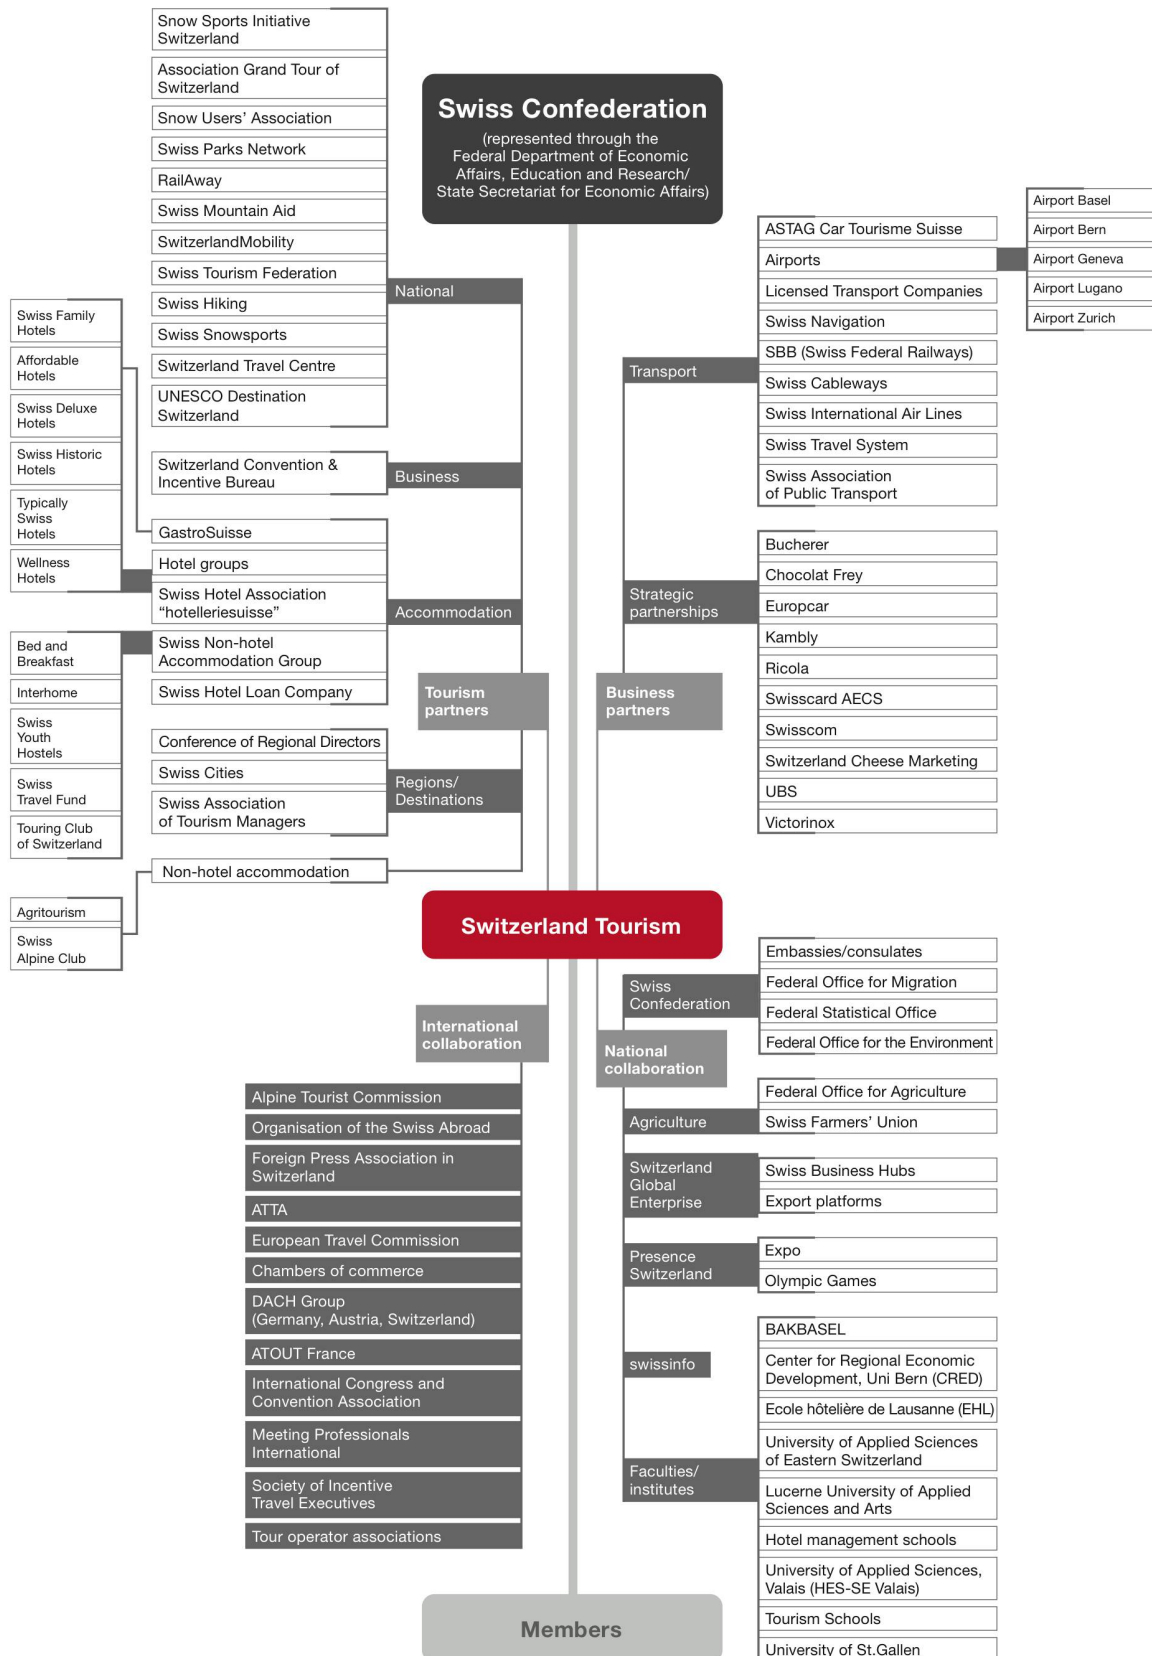 Snow Sports Initiative
Switzerland
Association Grand Tour of
Switzerland
Snow Users’ Association
Swiss Parks Network
RailAway
Swiss Mountain Aid
SwitzerlandMobility
Swiss Tourism Federation
Swiss Hiking
Swiss Snowsports
Switzerland Travel Centre
UNESCO Destination
Switzerland
National
Switzerland Convention &
Incentive Bureau
Business
GastroSuisse
Hotel groups
Swiss Hotel Association
“hotelleriesuisse”
Swiss Non-hotel
Accommodation Group
Swiss Hotel Loan Company
Accommodation
Swiss Family
Hotels
Affordable
Hotels
Swiss Deluxe
Hotels
Swiss Historic
Hotels
Typically
Swiss
Hotels
Wellness
Hotels
Bed and
Breakfast
Interhome
Swiss
Youth
Hostels
Swiss
Travel Fund
Touring Club
of Switzerland
Conference of Regional Directors
Swiss Cities
Swiss Association
of Tourism Managers
Regions/
Destinations
Non-hotel accommodation
Agritourism
Swiss
Alpine Club
Tourism
partners
Swiss Confederation
(represented through the
Federal Department of Economic
Affairs, Education and Research/
State Secretariat for Economic Affairs)
Business
partners
Transport
ASTAG Car Tourisme Suisse
Airports
Licensed Transport Companies
Swiss Navigation
SBB (Swiss Federal Railways)
Swiss Cableways
Swiss International Air Lines
Swiss Travel System
Swiss Association
of Public Transport
Airport Basel
Airport Bern
Airport Geneva
Airport Lugano
Airport Zurich
Strategic
partnerships
Bucherer
Chocolat Frey
Europcar
Kambly
Ricola
Swisscard AECS
Swisscom
Switzerland Cheese Marketing
UBS
Victorinox
Switzerland Tourism
International
collaboration
Alpine Tourist Commission
Organisation of the Swiss Abroad
Foreign Press Association in
Switzerland
ATTA
European Travel Commission
Chambers of commerce
DACH Group
(Germany, Austria, Switzerland)
ATOUT France
International Congress and
Convention Association
Meeting Professionals
International
Society of Incentive
Travel Executives
Tour operator associations
National
collaboration
Swiss
Confederation
Embassies/consulates
Federal Office for Migration
Federal Statistical Office
Federal Office for the Environment
Agriculture
Federal Office for Agriculture
Swiss Farmers’ Union
Switzerland
Global
Enterprise
Swiss Business Hubs
Export platforms
Presence
Switzerland
Expo
Olympic Games
swissinfo
Faculties/
institutes
BAKBASEL
Center for Regional Economic
Development, Uni Bern (CRED)
Ecole hôtelière de Lausanne (EHL)
University of Applied Sciences
of Eastern Switzerland
Lucerne University of Applied
Sciences and Arts
Hotel management schools
University of Applied Sciences,
Valais (HES-SE Valais)
Tourism Schools
University of St.Gallen
Members